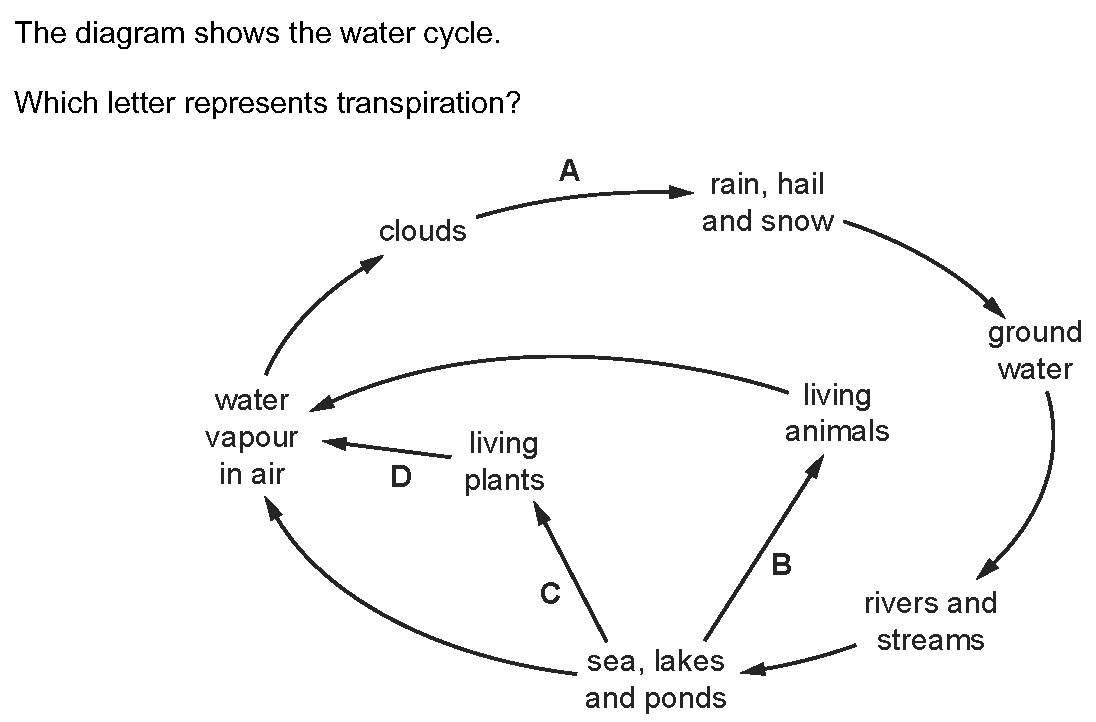 The diagram shows the water cycle.
Which letter represents transpiration?
A
rain, hail
and snow
clouds
ground
water
water
vapour
in air
living
animals
living
plants
D
C
B
rivers and
streams
sea, lakes
and ponds